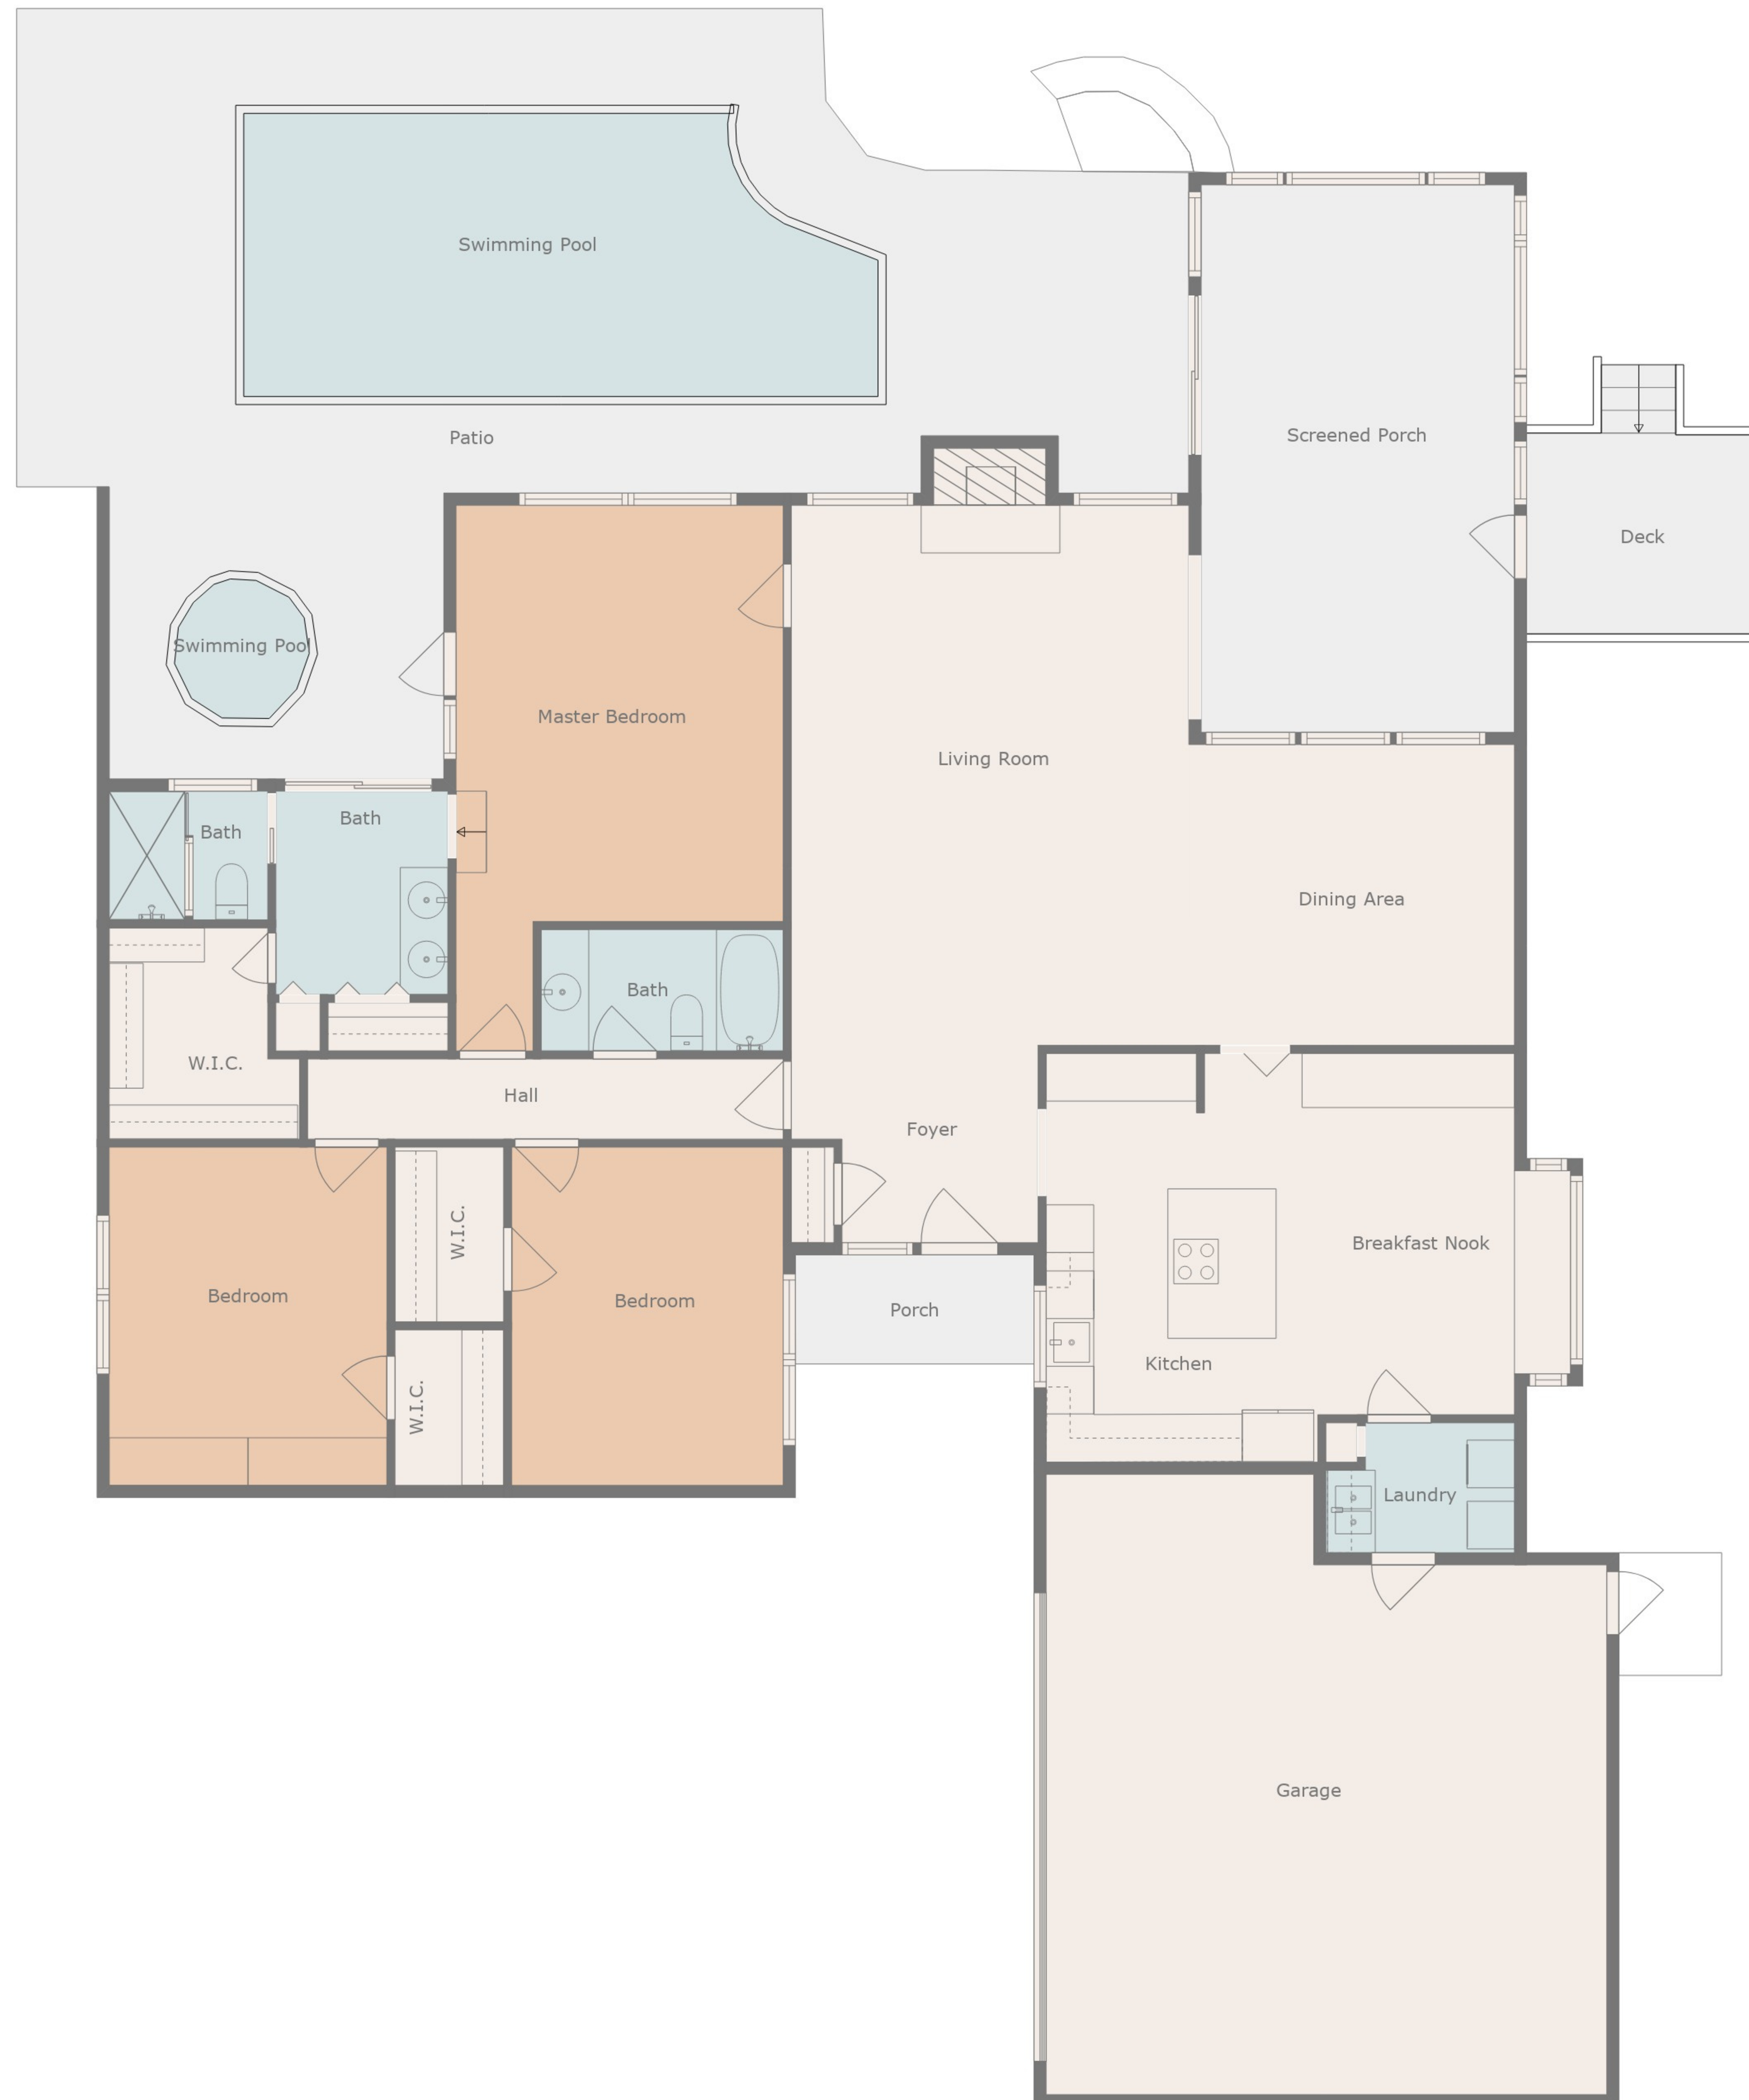 Swimming Pool
Patio
Screened Porch
Deck
Swimming Pool
Master Bedroom
Living Room
Bath
Bath
Dining Area
Bath
W.I.C.
Hall
Foyer
W.I.C.
Breakfast Nook
Bedroom
Bedroom
Porch
Kitchen
W.I.C.
Laundry
Garage